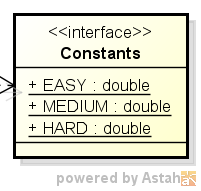 <<interface>>
Constants
+ EASY : double
+ MEDIUM : double
+ HARD : double
powered by Astah